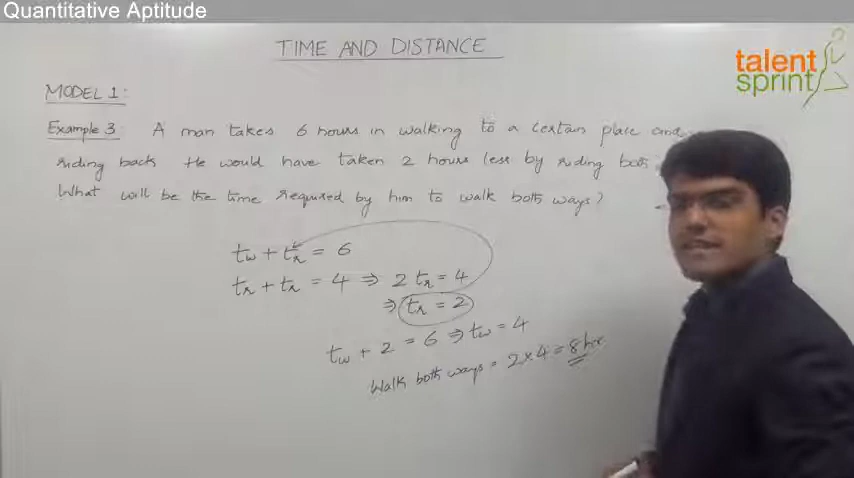 Quantitative Aptitude
TIME AND DISTANCE
talent
sprint
MODEL 1:
Example 3: A man takes 6 hours in walking to a certain place and
riding back He would have taken 2 hours less by riding both
What will be the time required by him to walk both ways?
tw + tr = 6
tr + tr = 4 ⇒ 2 tr = 4
⇒ tr = 2
tw + 2 = 6 ⇒ tw = 4
Walk both ways = 2 × 4 = 8 hrs